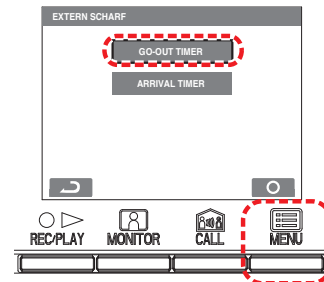 EXTERN SCHARF
GO-OUT TIMER
ARRIVAL TIMER
REC/PLAY MONITOR CALL MENU